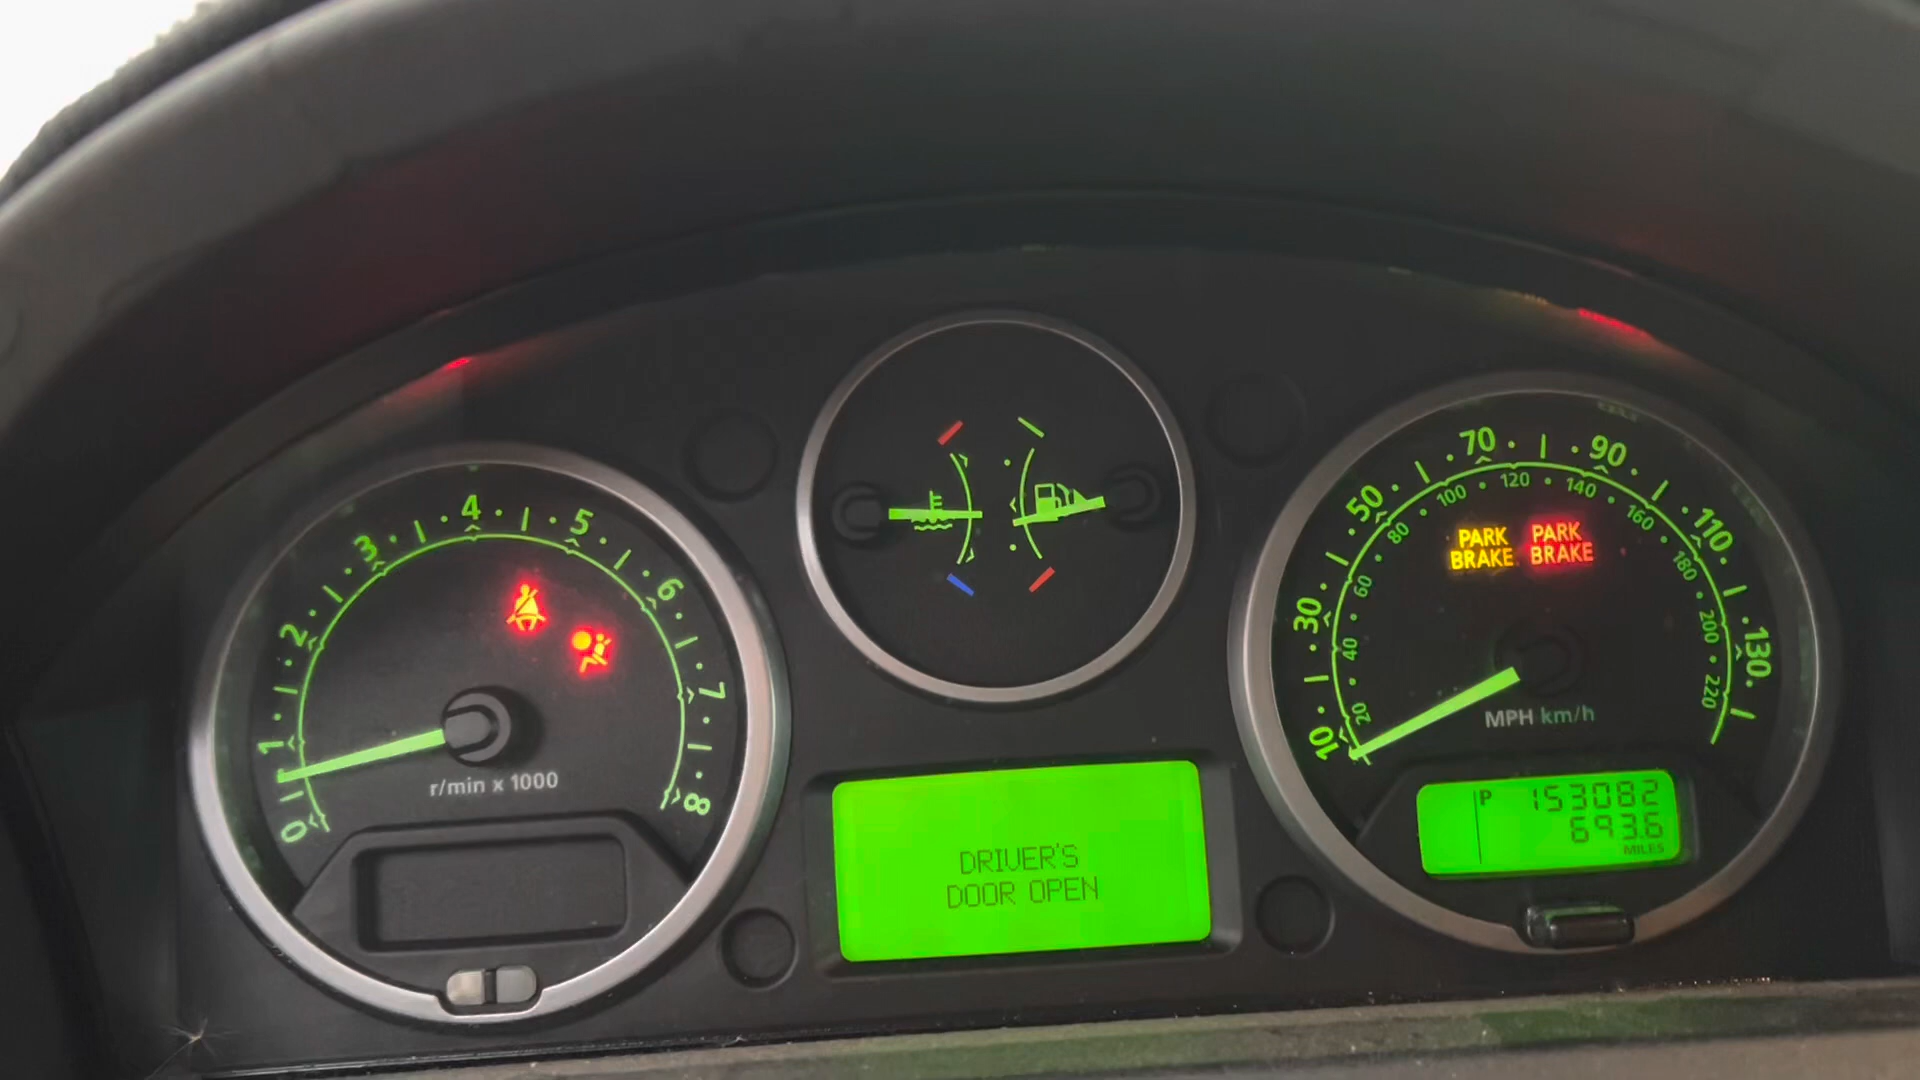 0 1 2 3 4 5 6 7 8
r/min x 1000
DRIVER'S
DOOR OPEN
10 30 50 70 90 110 130
20 40 60 80 100 120 140 160 180 200 220
PARK
BRAKE
PARK
BRAKE
MPH km/h
P 153082
693.6
MILES